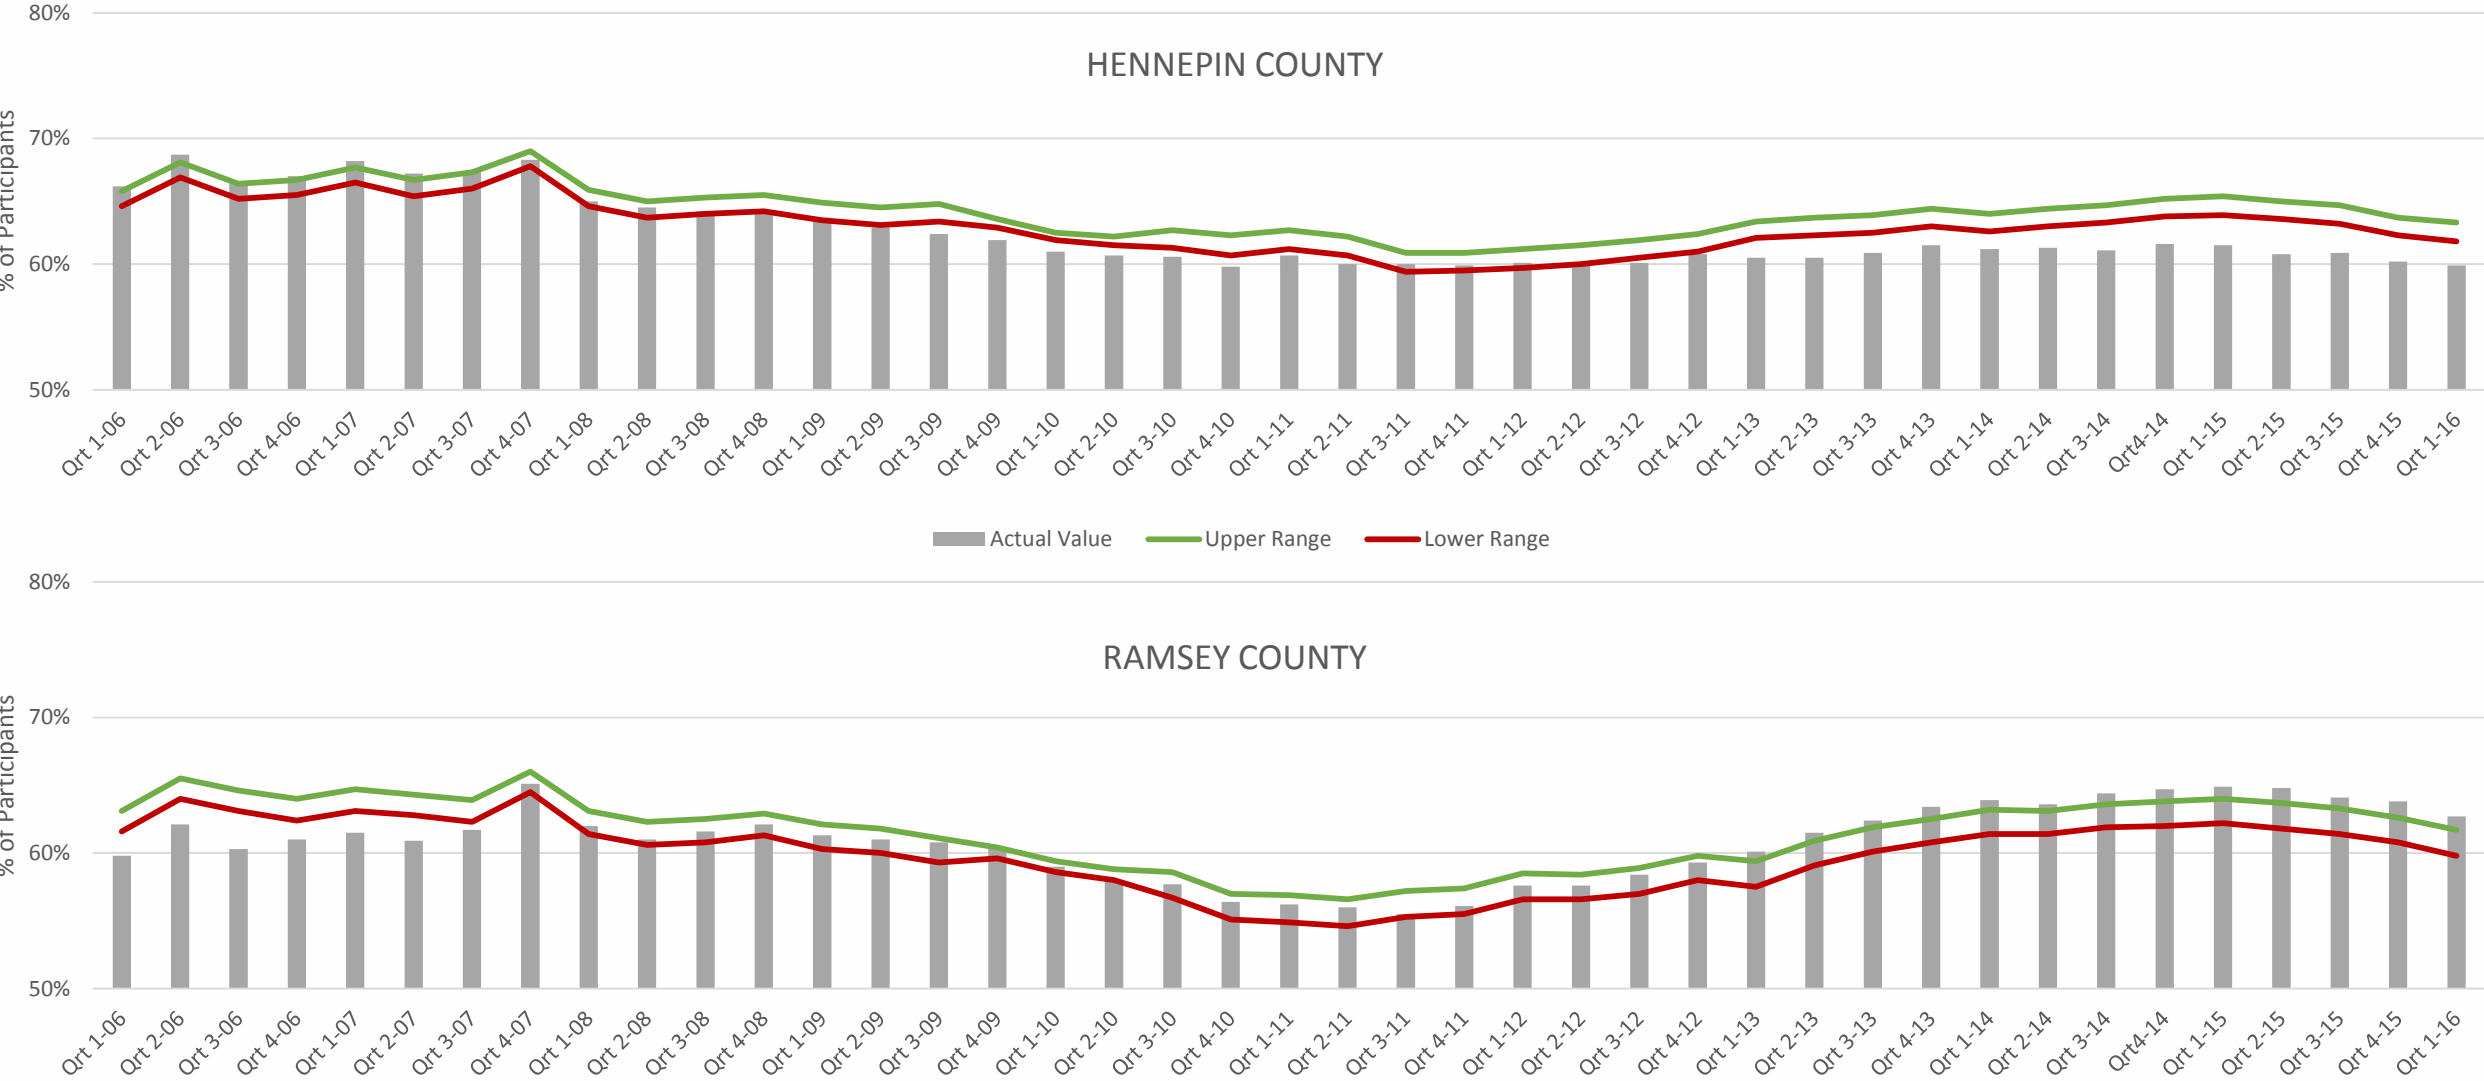 80%
HENNEPIN COUNTY
% of Participants
70%
60%
50%
Qrt 1-06
Qrt 2-06
Qrt 3-06
Qrt 4-06
Qrt 1-07
Qrt 2-07
Qrt 3-07
Qrt 4-07
Qrt 1-08
Qrt 2-08
Qrt 3-08
Qrt 4-08
Qrt 1-09
Qrt 2-09
Qrt 3-09
Qrt 4-09
Qrt 1-10
Qrt 2-10
Qrt 3-10
Qrt 4-10
Qrt 1-11
Qrt 2-11
Qrt 3-11
Qrt 4-11
Qrt 1-12
Qrt 2-12
Qrt 3-12
Qrt 4-12
Qrt 1-13
Qrt 2-13
Qrt 3-13
Qrt 4-13
Qrt 1-14
Qrt 2-14
Qrt 3-14
Qrt4-14
Qrt 1-15
Qrt 2-15
Qrt 3-15
Qrt 4-15
Qrt 1-16
Actual Value
Upper Range
Lower Range
80%
RAMSEY COUNTY
% of Participants
70%
60%
50%
Qrt 1-06
Qrt 2-06
Qrt 3-06
Qrt 4-06
Qrt 1-07
Qrt 2-07
Qrt 3-07
Qrt 4-07
Qrt 1-08
Qrt 2-08
Qrt 3-08
Qrt 4-08
Qrt 1-09
Qrt 2-09
Qrt 3-09
Qrt 4-09
Qrt 1-10
Qrt 2-10
Qrt 3-10
Qrt 4-10
Qrt 1-11
Qrt 2-11
Qrt 3-11
Qrt 4-11
Qrt 1-12
Qrt 2-12
Qrt 3-12
Qrt 4-12
Qrt 1-13
Qrt 2-13
Qrt 3-13
Qrt 4-13
Qrt 1-14
Qrt 2-14
Qrt 3-14
Qrt4-14
Qrt 1-15
Qrt 2-15
Qrt 3-15
Qrt 4-15
Qrt 1-16